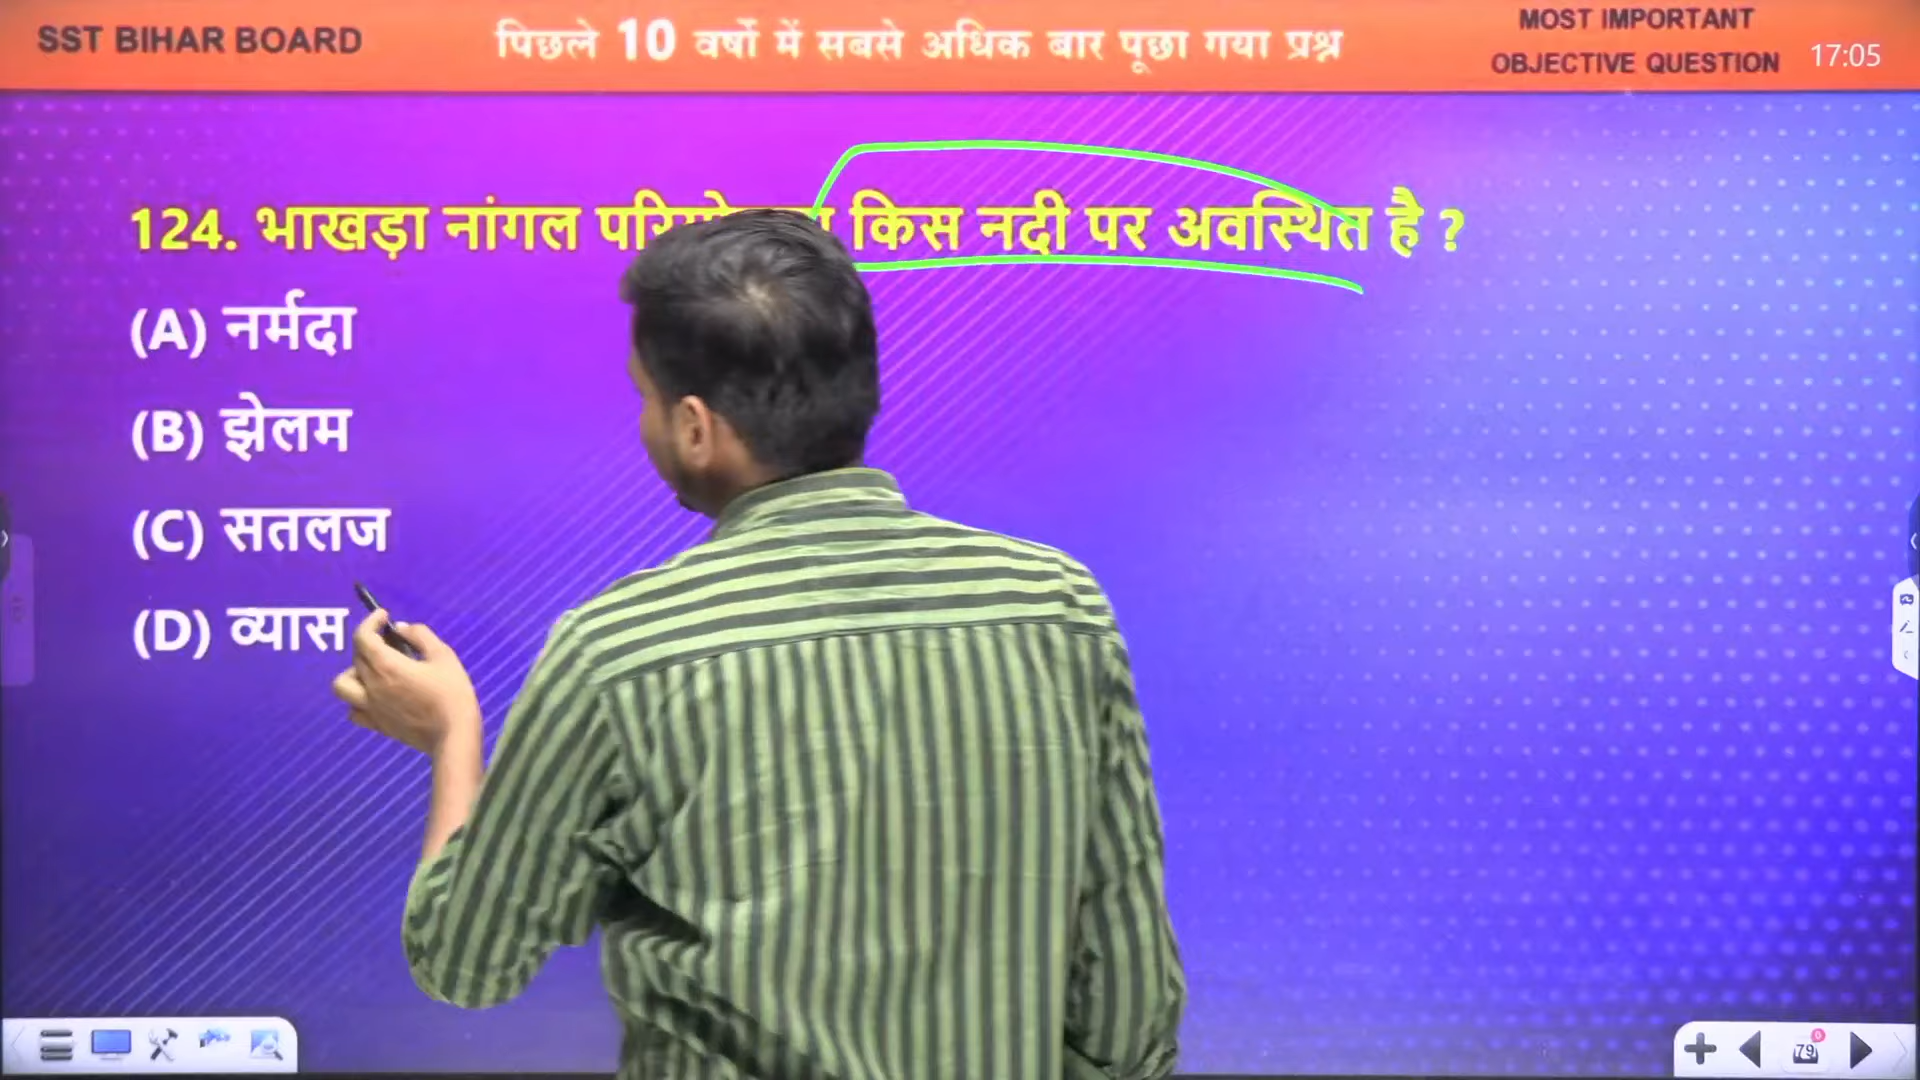 SST BIHAR BOARD
पिछले 10 वर्षो में सबसे अधिक बार पूछा गया प्रश्न
MOST IMPORTANT
OBJECTIVE QUESTION
17:05
124. भाखड़ा नांगल किस नदी पर अवस्थित है ?
(A) नर्मदा
(B) झेलम
(C) सतलज
(D) व्यास
79